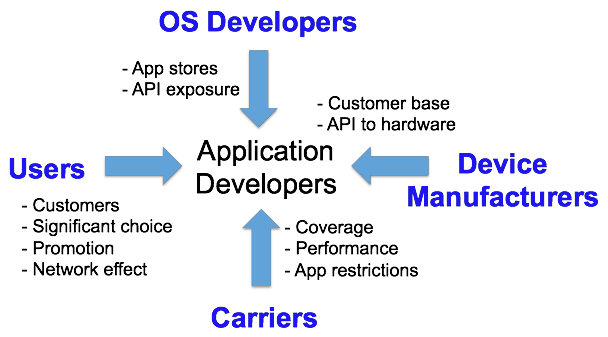 OS Developers
- App stores
- API exposure
- Customer base
- API to hardware
Application
Developers
Users
- Customers
- Significant choice
- Promotion
- Network effect
Device
Manufacturers
- Coverage
- Performance
- App restrictions
Carriers